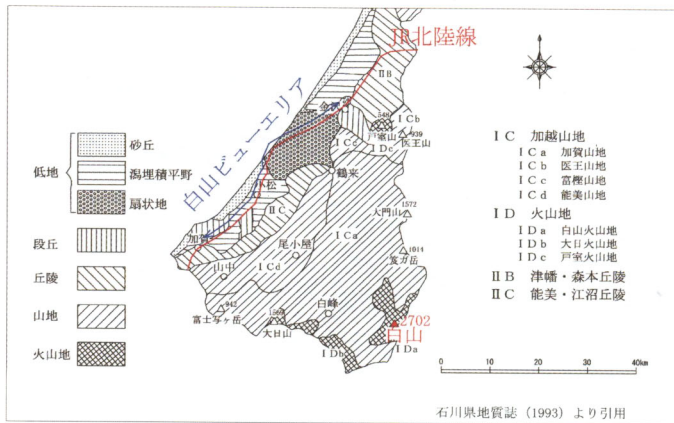 JR北陸線
白山ビューエリア
ⅡB
金沢
ⅠCb
548
戸室山
939
医王山
ⅠCc
ⅠDc
鶴来
小松
ⅡC
1572
大門山
ⅠCa
加賀
尾小屋
ⅠCd
山中
942
富士写ヶ岳
大日山
白峰
ⅠDb
2702
白山
ⅠDa
低地
砂丘
潟埋積平野
扇状地
段丘
丘陵
山地
火山地
ⅠC 加越山地
ⅠCa 加賀山地
ⅠCb 医王山地
ⅠCc 富樫山地
ⅠCd 能美山地
ⅠD 火山地
ⅠDa 白山火山地
ⅠDb 大日火山地
ⅠDc 戸室火山地
ⅡB 津幡・森本丘陵
ⅡC 能美・江沼丘陵
0 10 20 30 40km
石川県地質誌 (1993) より引用